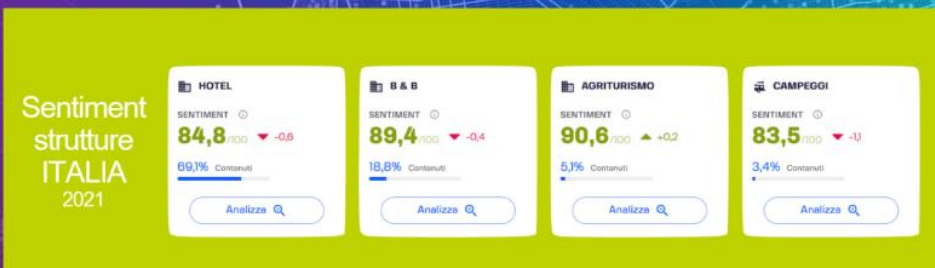 Sentiment
strutture
ITALIA
2021
HOTEL
SENTIMENT
84,8/100 -0,6
69,1% Contenuti
Analizza
B & B
SENTIMENT
89,4/100 -0,4
18,8% Contenuti
Analizza
AGRITURISMO
SENTIMENT
90,6/100 +0,2
5,1% Contenuti
Analizza
CAMPEGGI
SENTIMENT
83,5/100 -1,1
3,4% Contenuti
Analizza